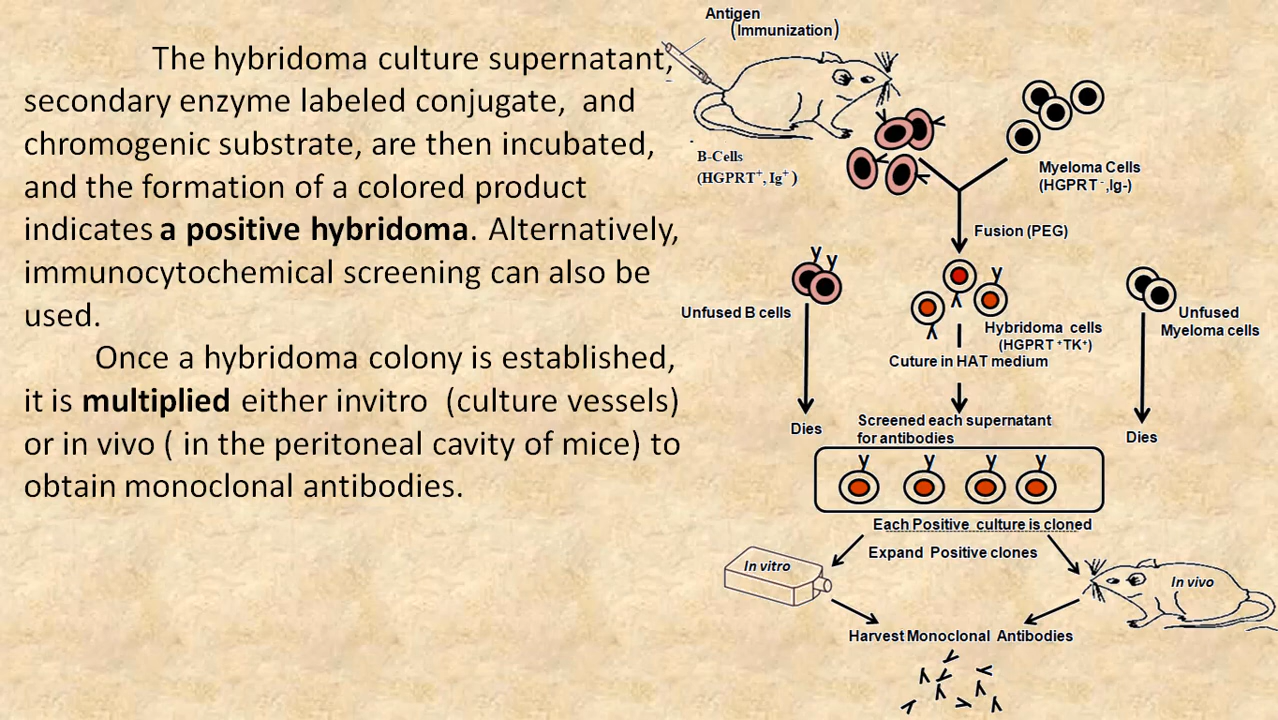 The hybridoma culture supernatant,
secondary enzyme labeled conjugate,  and
chromogenic substrate, are then incubated,
and the formation of a colored product
indicates a positive hybridoma. Alternatively,
immunocytochemical screening can also be
used.
Once a hybridoma colony is established,
it is multiplied either invitro  (culture vessels)
or in vivo ( in the peritoneal cavity of mice) to
obtain monoclonal antibodies.
Antigen
(Immunization)
B-Cells
(HGPRT⁺, Ig⁺ )
Myeloma Cells
(HGPRT ⁻,Ig-)
Fusion (PEG)
Unfused B cells
Hybridoma  cells
(HGPRT ⁺TK⁺)
Unfused
Myeloma cells
Cuture in HAT medium
Dies
Screened each supernatant
for antibodies
Dies
Each Positive  culture is cloned
Expand  Positive clones
In vitro
In vivo
Harvest Monoclonal  Antibodies